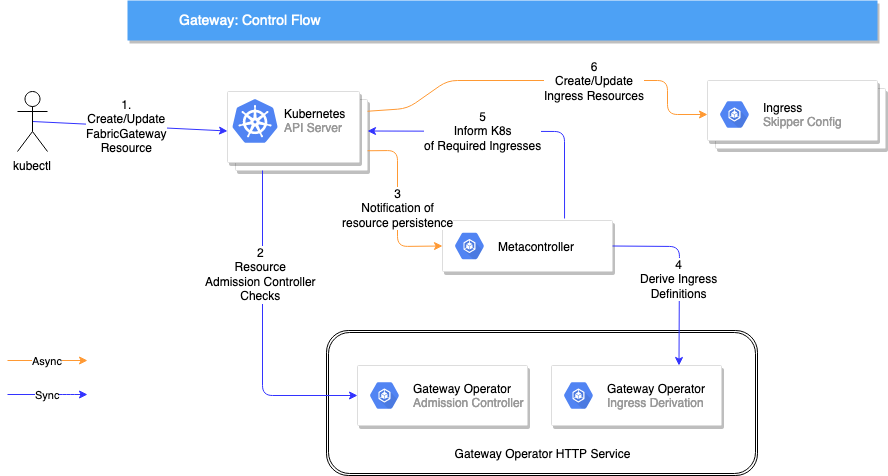 Gateway: Control Flow
1.
Create/Update
FabricGateway
Resource
kubectl
Kubernetes
API Server
6
Create/Update
Ingress Resources
Ingress
Skipper Config
5
Inform K8s
of Required Ingresses
3
Notification of
resource persistence
Metacontroller
2
Resource
Admission Controller
Checks
4
Derive Ingress
Definitions
Async
Sync
Gateway Operator
Admission Controller
Gateway Operator
Ingress Derivation
Gateway Operator HTTP Service